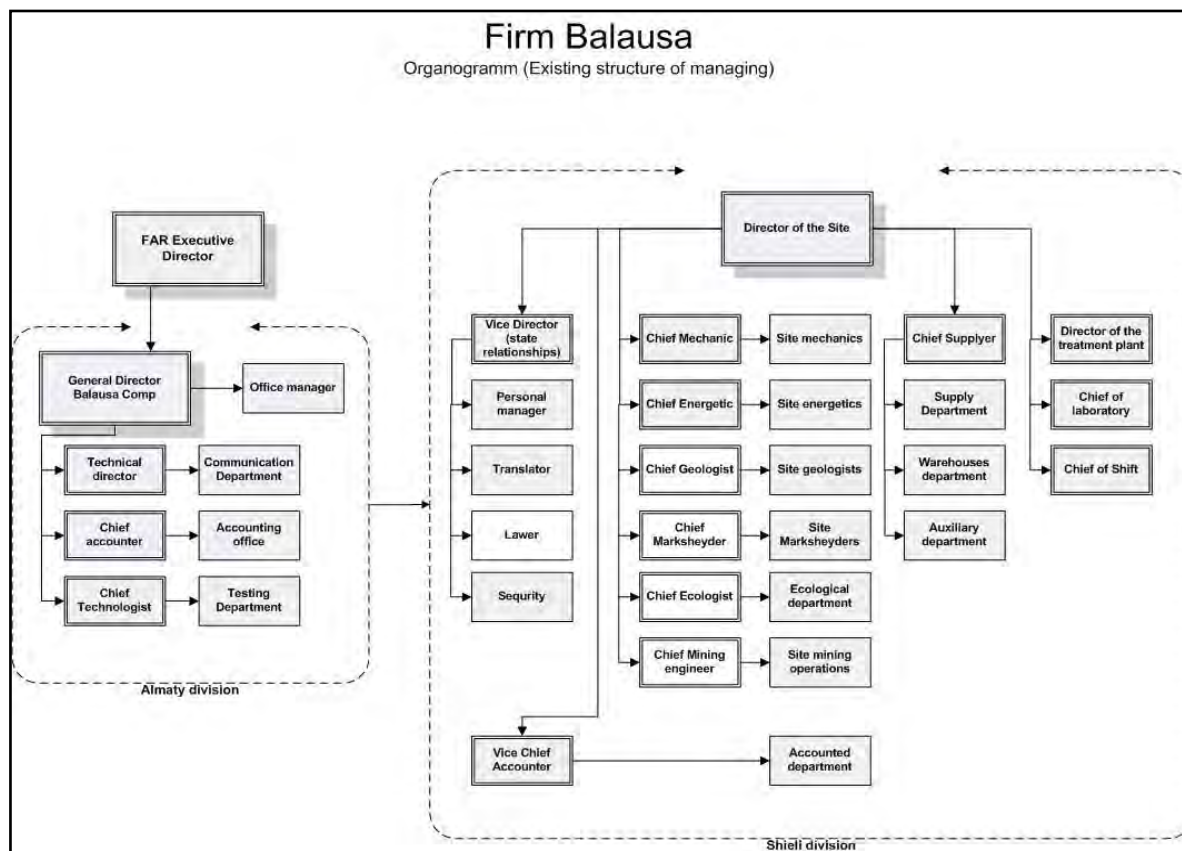 Firm Balausa
Organogramm (Existing structure of managing)
FAR Executive
Director
General Director
Balausa Comp
Office manager
Technical
director
Communication
Department
Chief
accounter
Accounting
office
Chief
Technologist
Testing
Department
Almaty division
Director of the Site
Vice Director
(state
relationships)
Personal
manager
Translator
Lawer
Sequrity
Chief Mechanic
Site mechanics
Chief Energetic
Site energetics
Chief Geologist
Site geologists
Chief
Marksheyder
Site
Marksheyders
Chief Ecologist
Ecological
department
Chief Mining
engineer
Site mining
operations
Chief Supplyer
Supply
Department
Warehouses
department
Auxiliary
department
Director of the
treatment plant
Chief of
laboratory
Chief of Shift
Vice Chief
Accounter
Accounted
department
Shieli division